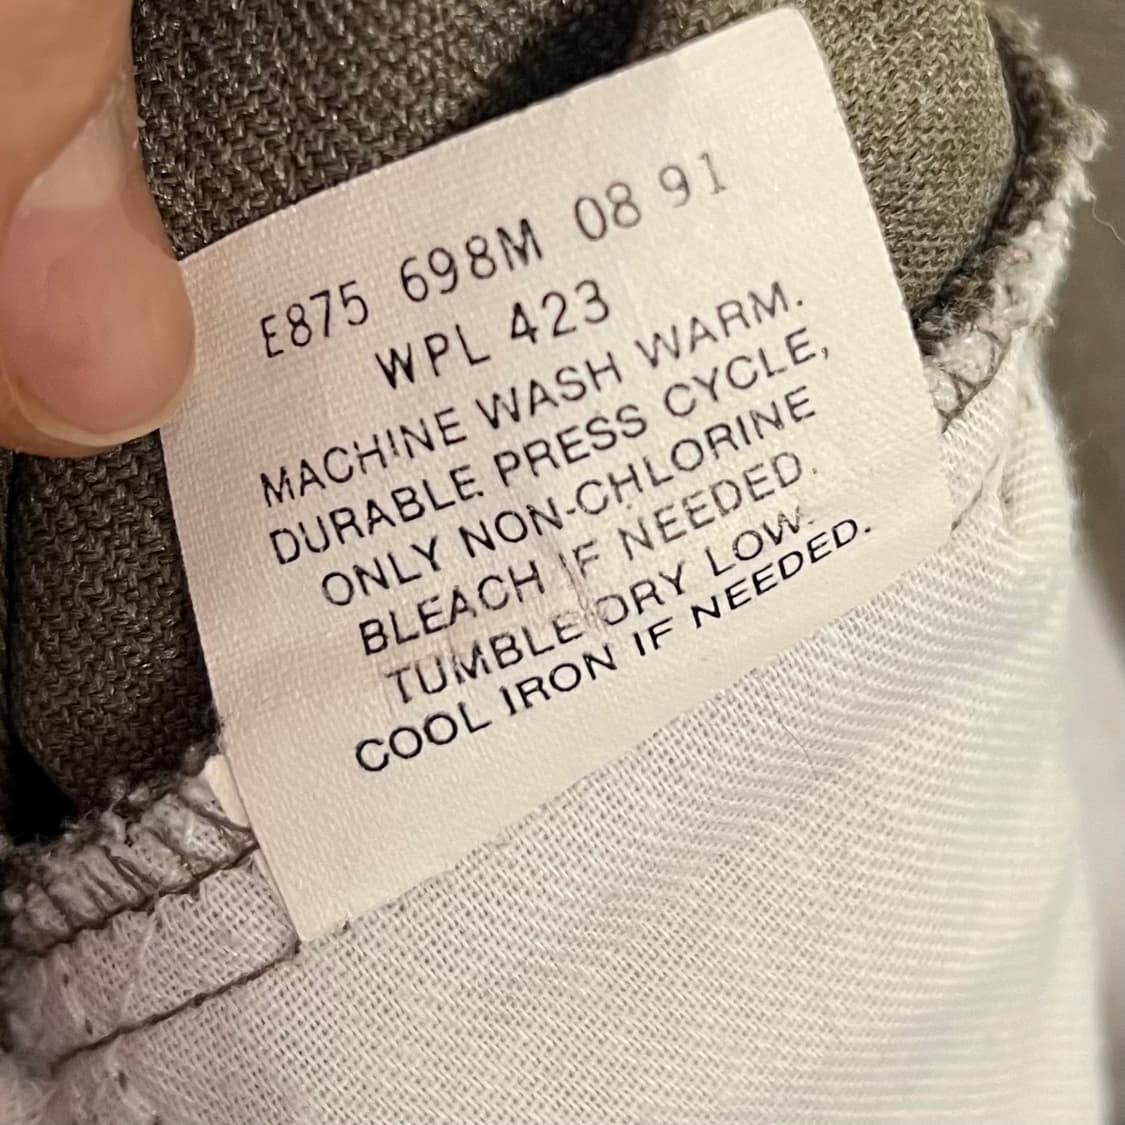 E875 698M 08 91
WPL 423
MACHINE WASH WARM.
DURABLE PRESS CYCLE,
ONLY NON-CHLORINE
BLEACH IF NEEDED.
TUMBLE DRY LOW.
COOL IRON IF NEEDED.